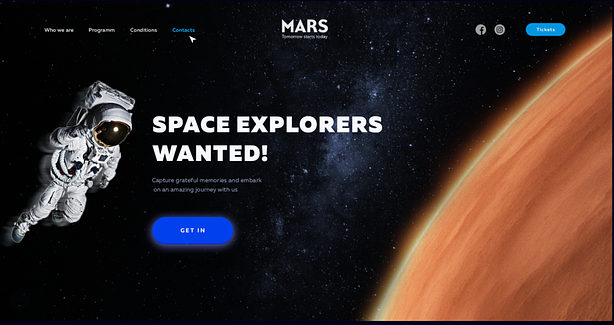 Who we are
Programm
Conditions
Contacts
MARS
Tomorrow starts today
Tickets
SPACE EXPLORERS
WANTED!
Capture grateful memories and embark
on an amazing journey with us
GET IN